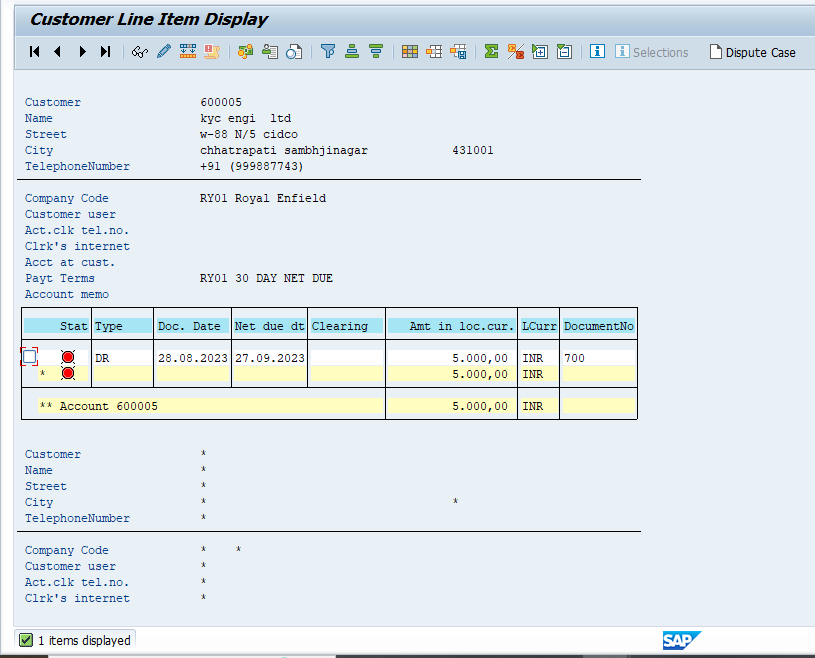 Customer Line Item Display
Selections Dispute Case
Customer 600005
Name kyc engi ltd
Street w-88 N/5 cidco
City chhatrapati sambhjinagar 431001
TelephoneNumber +91 (999887743)
Company Code RY01 Royal Enfield
Customer user
Act.clk tel.no.
Clrk's internet
Acct at cust.
Payt Terms RY01 30 DAY NET DUE
Account memo
Stat Type Doc. Date Net due dt Clearing Amt in loc.cur. LCurr DocumentNo
DR 28.08.2023 27.09.2023 5.000,00 INR 700
* 5.000,00 INR
** Account 600005 5.000,00 INR
Customer *
Name *
Street *
City * *
TelephoneNumber *
Company Code * *
Customer user *
Act.clk tel.no. *
Clrk's internet *
1 items displayed
SAP